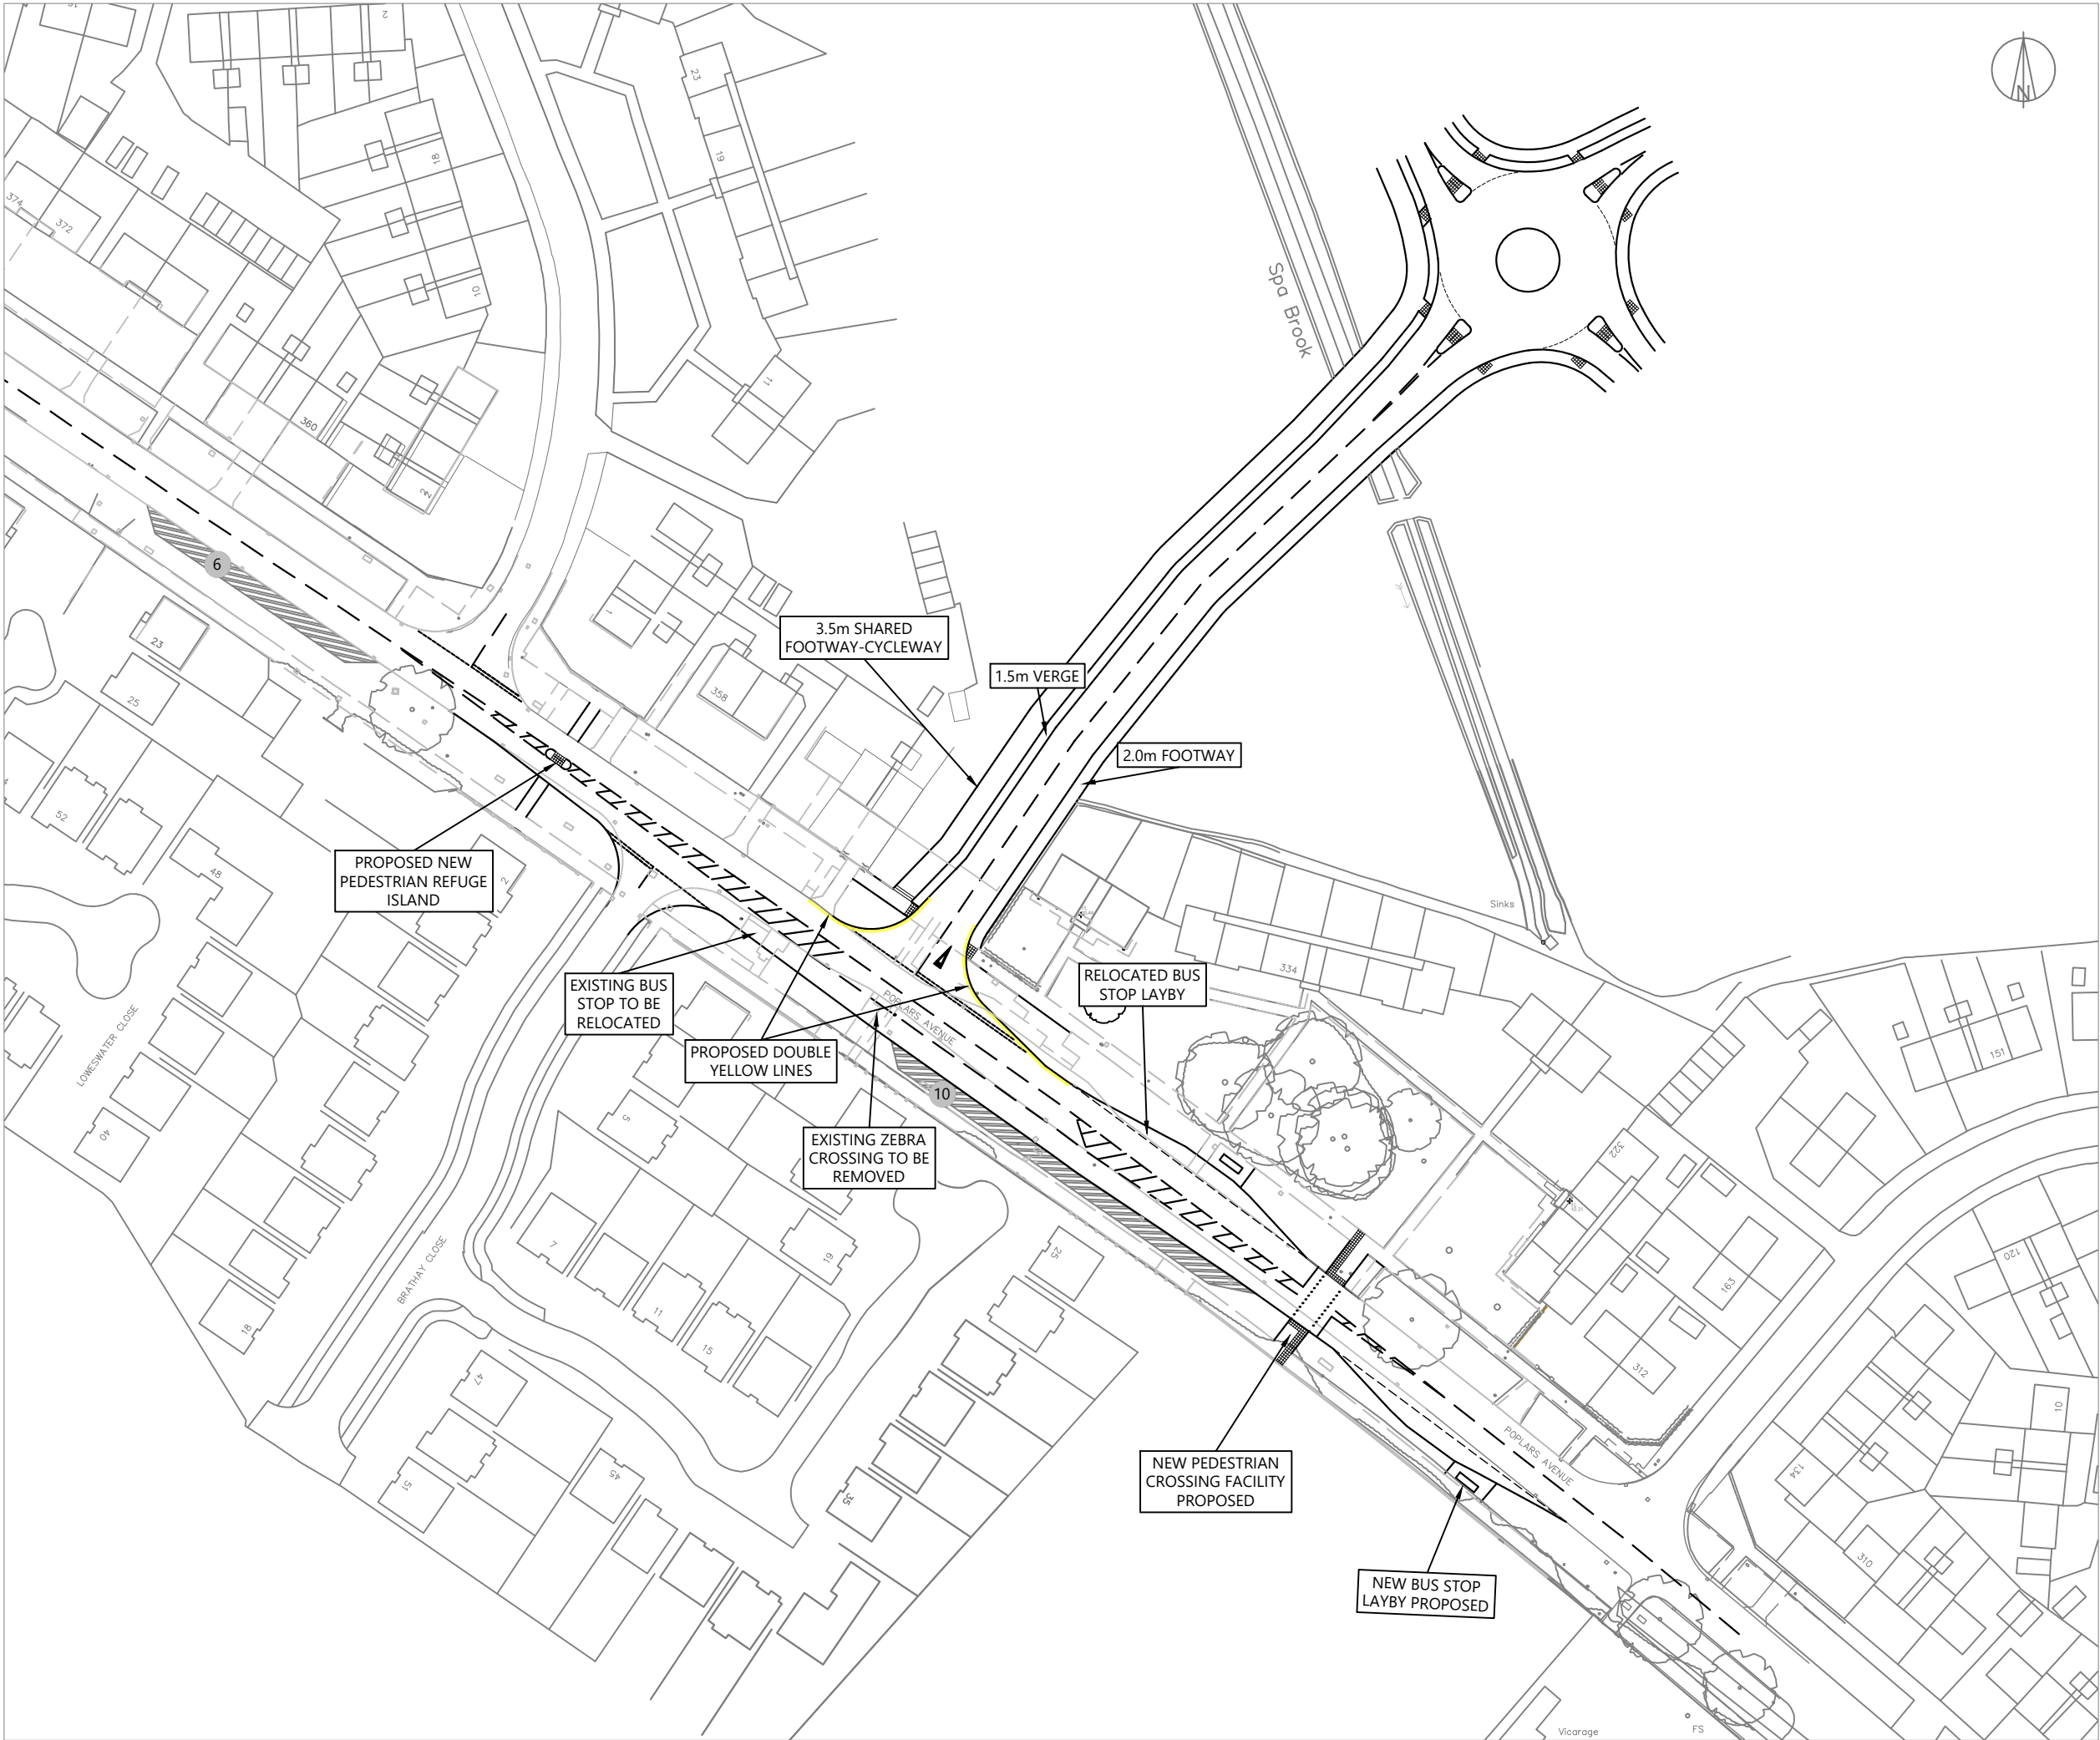 2
23
18
19
10
374
372
360
11
N
Spa Brook
6
22
1
358
23
25
52
48
2
3.5m SHARED
FOOTWAY-CYCLEWAY
1.5m VERGE
2.0m FOOTWAY
PROPOSED NEW
PEDESTRIAN REFUGE
ISLAND
EXISTING BUS
STOP TO BE
RELOCATED
PROPOSED DOUBLE
YELLOW LINES
POPLARS AVENUE
RELOCATED BUS
STOP LAYBY
334
Sinks
10
EXISTING ZEBRA
CROSSING TO BE
REMOVED
LOWESWATER CLOSE
40
18
BRATHAY CLOSE
5
7
11
15
19
25
47
51
45
35
151
322
163
120
312
10
134
310
POPLARS AVENUE
NEW PEDESTRIAN
CROSSING FACILITY
PROPOSED
NEW BUS STOP
LAYBY PROPOSED
Vicarage
FS